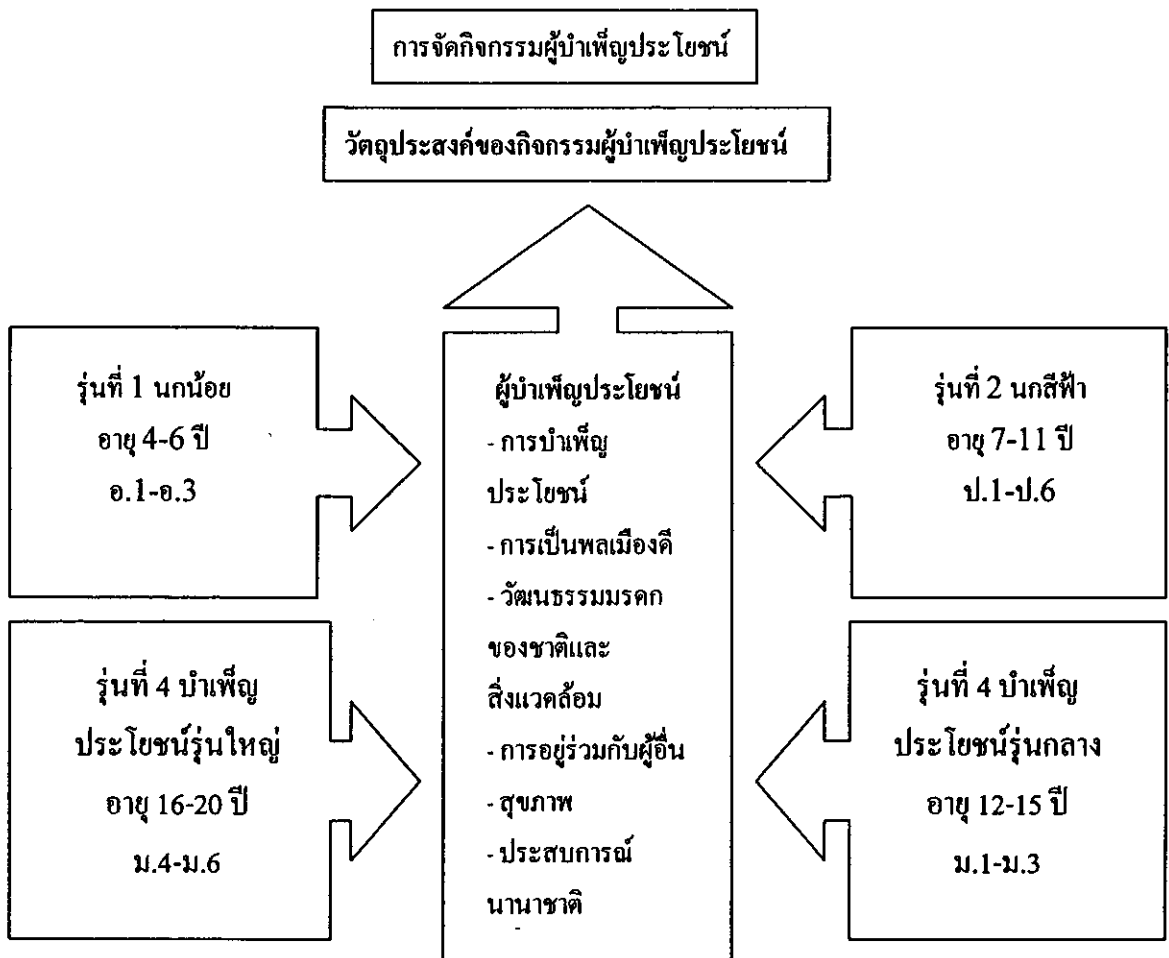 การจัดกิจกรรมผู้บำเพ็ญประโยชน์
วัตถุประสงค์ของกิจกรรมผู้บำเพ็ญประโยชน์
รุ่นที่ 1 นกน้อย
อายุ 4-6 ปี
อ.1-อ.3
ผู้บำเพ็ญประโยชน์
- การบำเพ็ญ
ประโยชน์
- การเป็นพลเมืองดี
- วัฒนธรรมมรดก
ของชาติและ
สิ่งแวดล้อม
- การอยู่ร่วมกับผู้อื่น
- สุขภาพ
- ประสบการณ์
นานาชาติ
รุ่นที่ 2 นกสีฟ้า
อายุ 7-11 ปี
ป.1-ป.6
รุ่นที่ 4 บำเพ็ญ
ประโยชน์รุ่นใหญ่
อายุ 16-20 ปี
ม.4-ม.6
รุ่นที่ 4 บำเพ็ญ
ประโยชน์รุ่นกลาง
อายุ 12-15 ปี
ม.1-ม.3